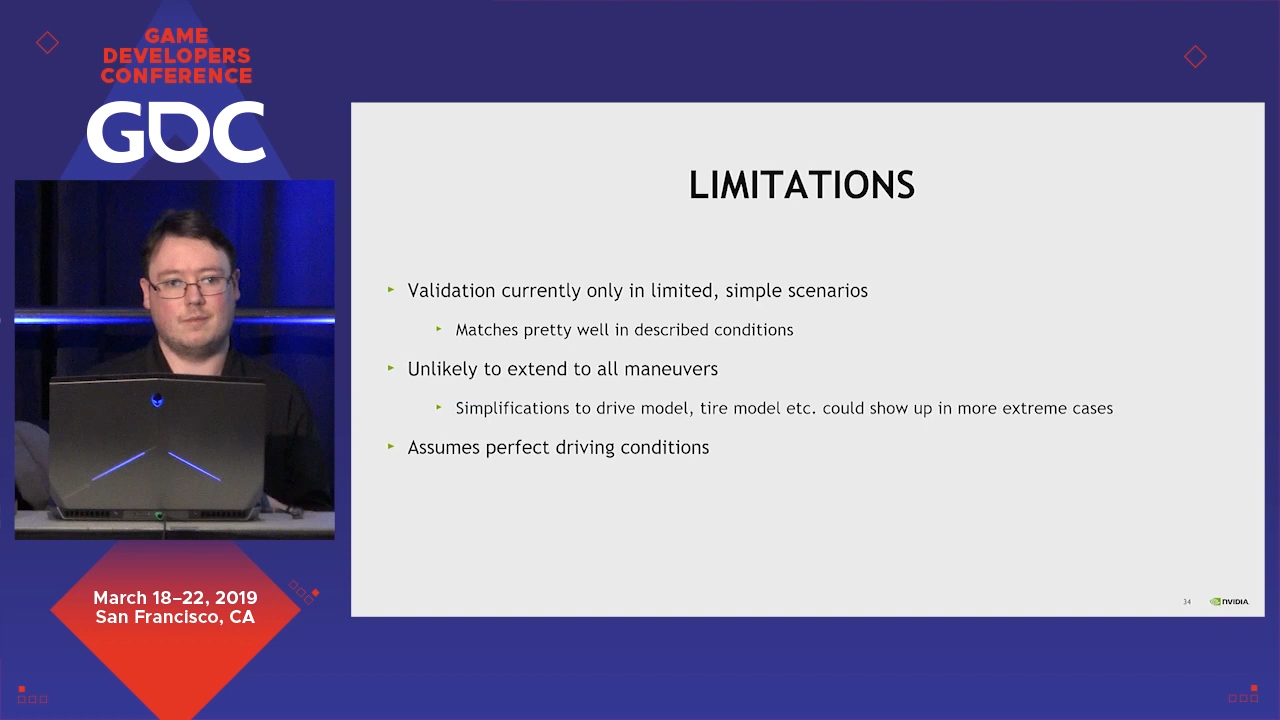 GAME
DEVELOPERS
CONFERENCE
GDC
LIMITATIONS
Validation currently only in limited, simple scenarios
Matches pretty well in described conditions
Unlikely to extend to all maneuvers
Simplifications to drive model, tire model etc. could show up in more extreme cases
Assumes perfect driving conditions
34
NVIDIA
March 18–22, 2019
San Francisco, CA